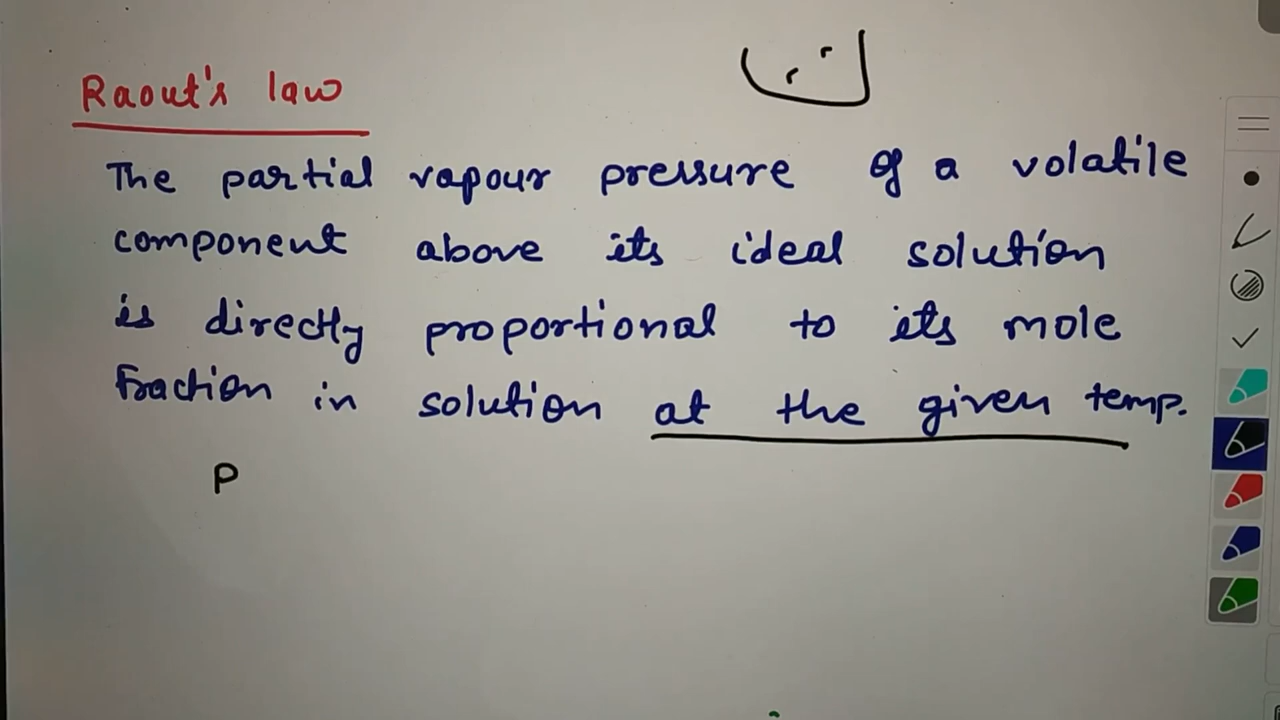 Raout's law
The partial vapour pressure of a volatile
component above its ideal solution
is directly proportional to its mole
fraction in solution at the given temp.
P